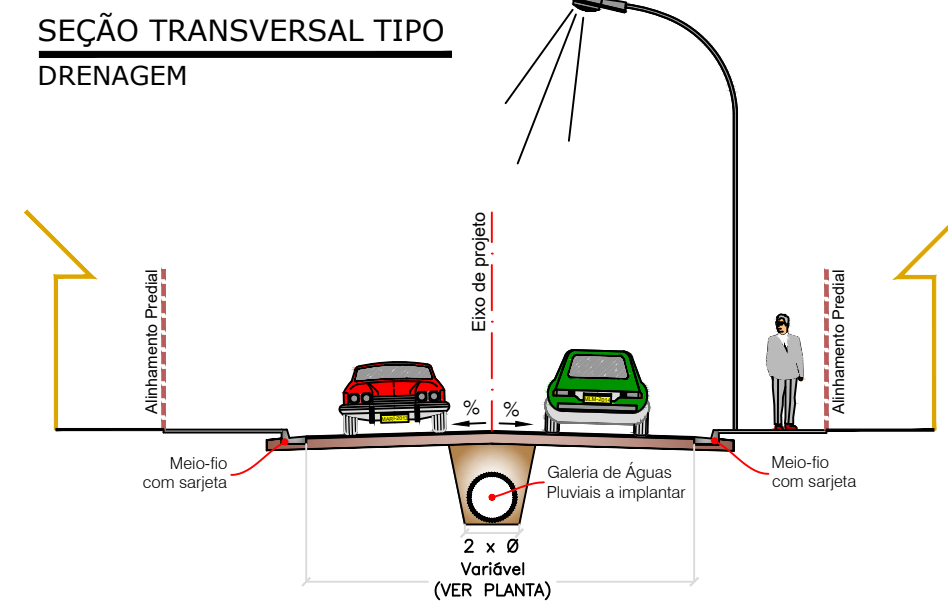 SEÇÃO TRANSVERSAL TIPO
DRENAGEM
Eixo de projeto
Alinhamento Predial
Alinhamento Predial
% %
Meio-fio
com sarjeta
Galeria de Águas
Pluviais a implantar
Meio-fio
com sarjeta
2 x Ø
Variável
(VER PLANTA)